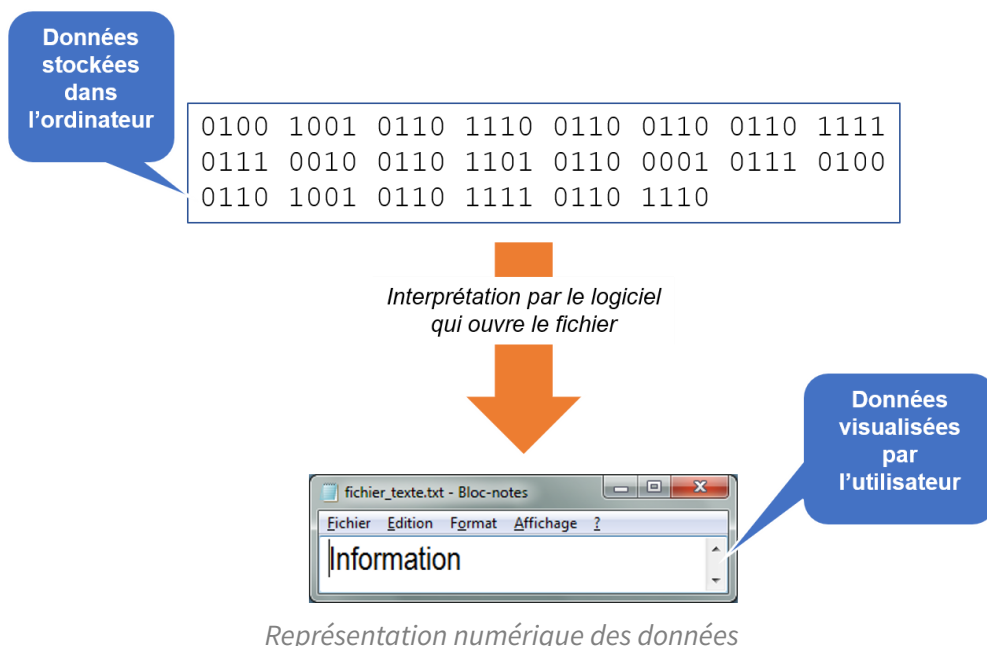 Données
stockées
dans
l'ordinateur
0100 1001 0110 1110 0110 0110 0110 1111
0111 0010 0110 1101 0110 0001 0111 0100
0110 1001 0110 1111 0110 1110
Interprétation par le logiciel
qui ouvre le fichier
Données
visualisées
par
l'utilisateur
fichier_texte.txt - Bloc-notes
Fichier Edition Format Affichage ?
Information
Représentation numérique des données